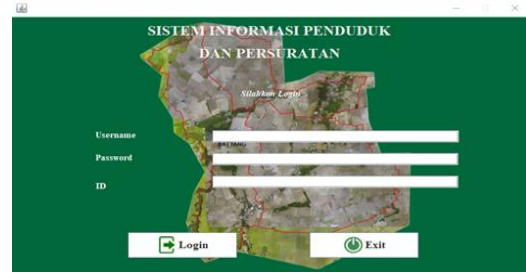 SISTEM INFORMASI PENDUDUK
DAN PERSURATAN
Silahkan Login
Username
Password
ID
Login
Exit